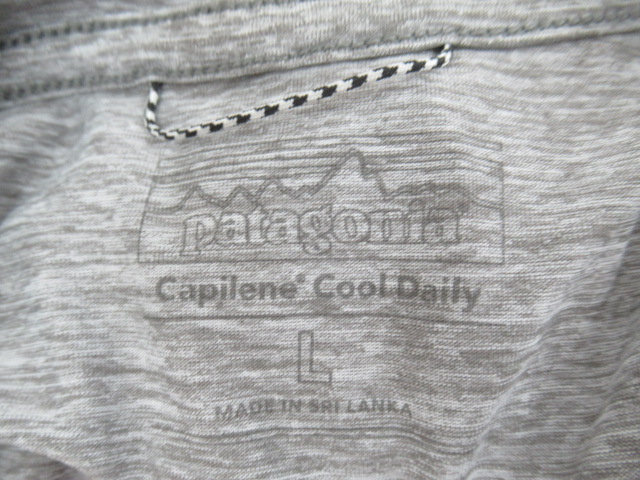 patagonia
Capilene® Cool Daily
L
MADE IN SRI LANKA